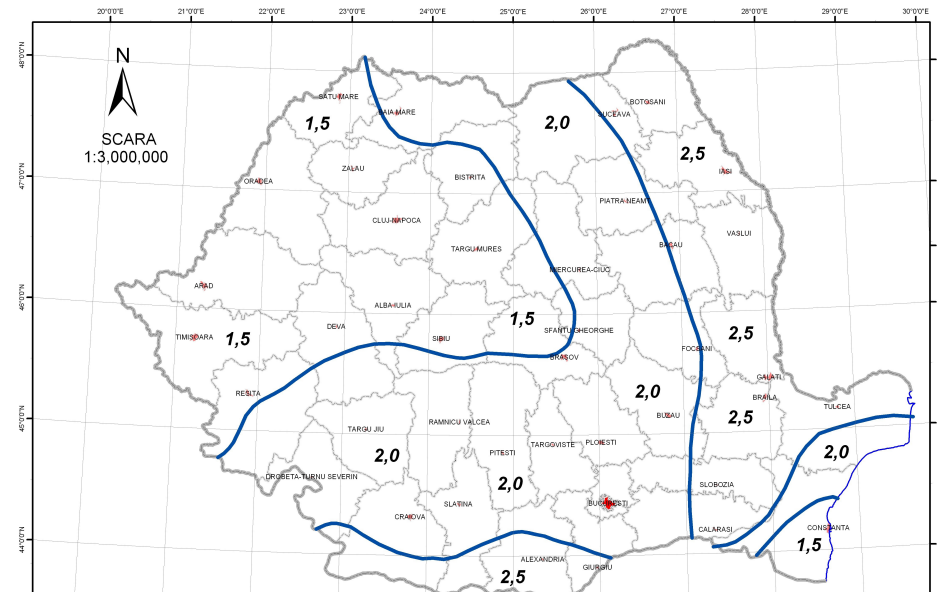 20°0'0"E 21°0'0"E 22°0'0"E 23°0'0"E 24°0'0"E 25°0'0"E 26°0'0"E 27°0'0"E 28°0'0"E 29°0'0"E 30°0'0"E
48°0'0"N
N
SCARA
1:3,000,000
SATU MARE
BAIA MARE
BOTOSANI
SUCEAVA
1,5
2,0
2,5
47°0'0"N
ORADEA
ZALAU
BISTRITA
IASI
PIATRA-NEAMT
CLUJ-NAPOCA
VASLUI
TARGU-MURES
BACAU
MIERCUREA-CIUC
46°0'0"N
ARAD
ALBA-IULIA
DEVA
1,5
SFANTU GHEORGHE
TIMISOARA
1,5
SIBIU
2,5
BRASOV
FOCSANI
GALATI
RESITA
2,0
BRAILA
TULCEA
45°0'0"N
BUZAU
2,5
RAMNICU VALCEA
TARGU JIU
TARGOVISTE
PLOIESTI
PITESTI
2,0
2,0
DROBETA-TURNU SEVERIN
2,0
SLOBOZIA
SLATINA
BUCURESTI
CRAIOVA
CALARASI
CONSTANTA
44°0'0"N
1,5
ALEXANDRIA
GIURGIU
2,5